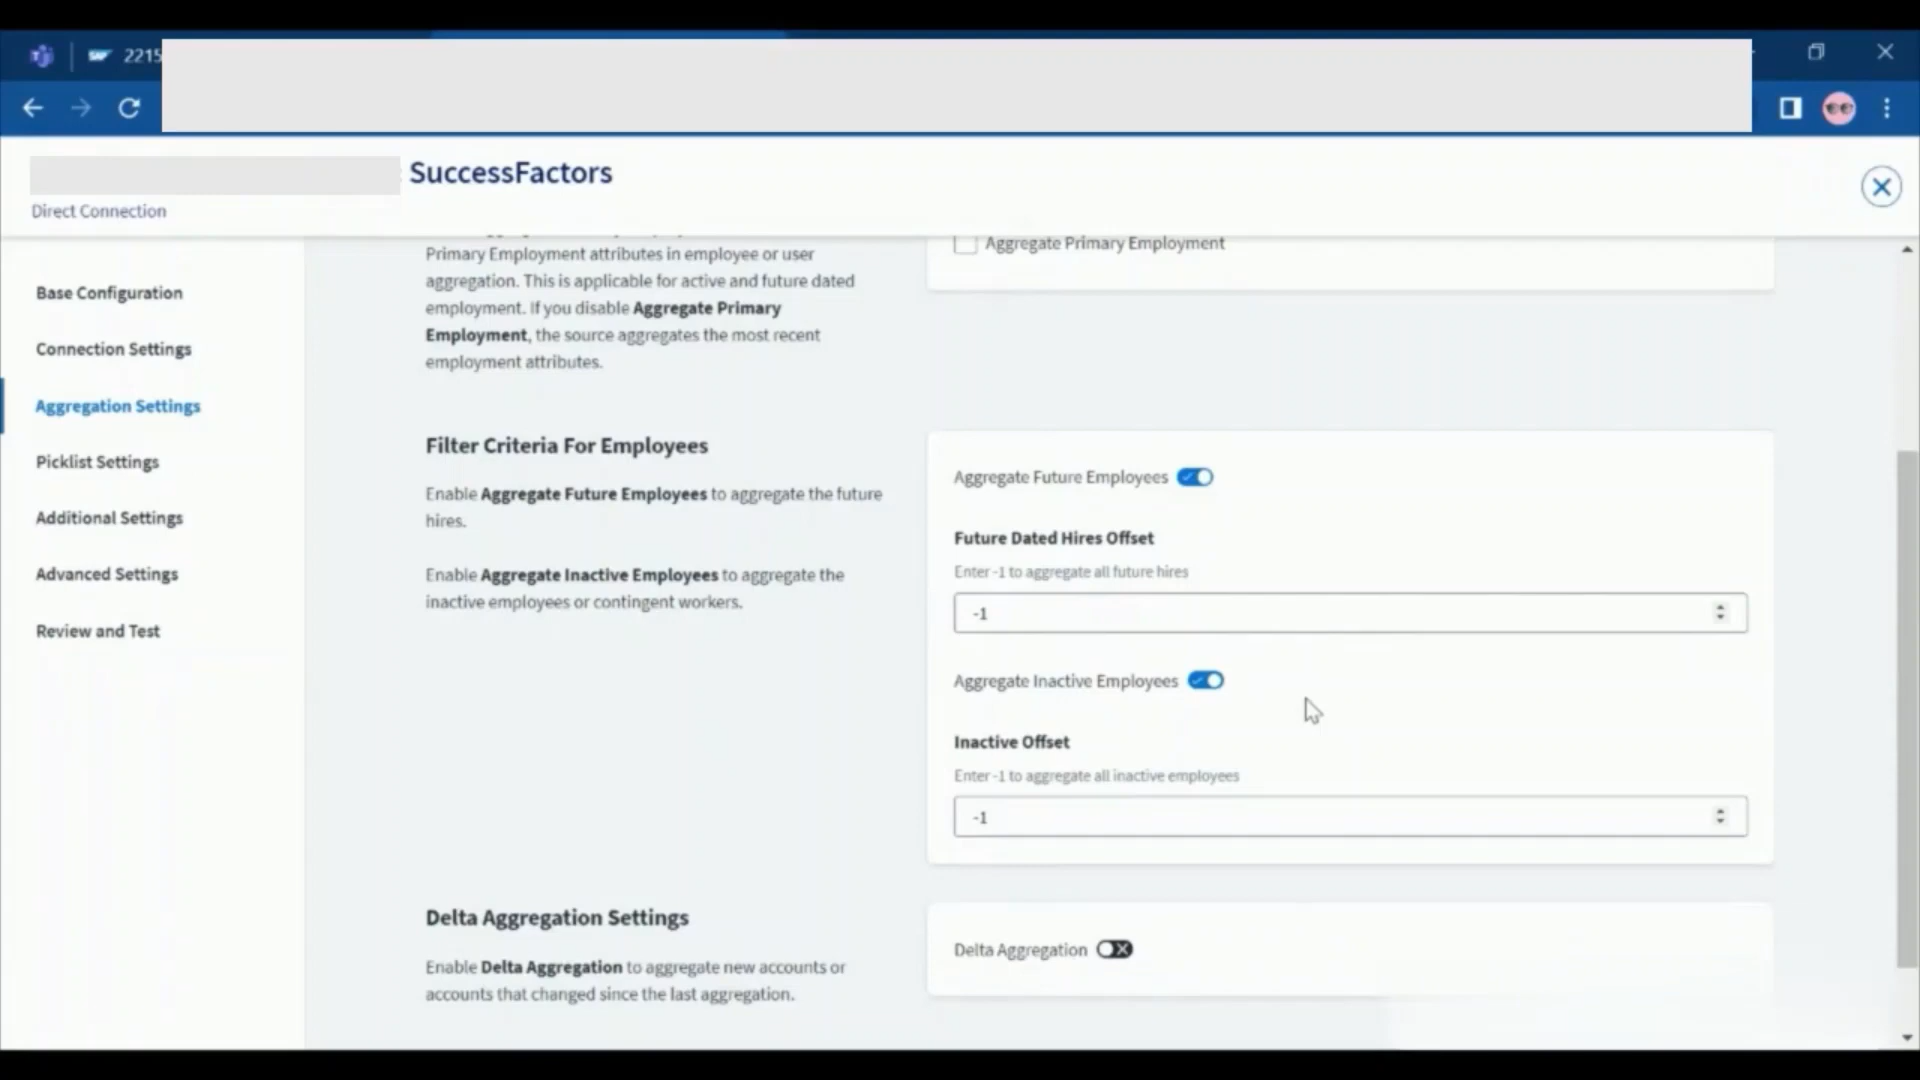 2215
SuccessFactors
Direct Connection
Base Configuration
Connection Settings
Aggregation Settings
Picklist Settings
Additional Settings
Advanced Settings
Review and Test
Primary Employment attributes in employee or user
aggregation. This is applicable for active and future dated
employment. If you disable Aggregate Primary
Employment, the source aggregates the most recent
employment attributes.
Aggregate Primary Employment
Filter Criteria For Employees
Enable Aggregate Future Employees to aggregate the future
hires.
Enable Aggregate Inactive Employees to aggregate the
inactive employees or contingent workers.
Aggregate Future Employees
Future Dated Hires Offset
Enter -1 to aggregate all future hires
-1
Aggregate Inactive Employees
Inactive Offset
Enter -1 to aggregate all inactive employees
-1
Delta Aggregation Settings
Enable Delta Aggregation to aggregate new accounts or
accounts that changed since the last aggregation.
Delta Aggregation